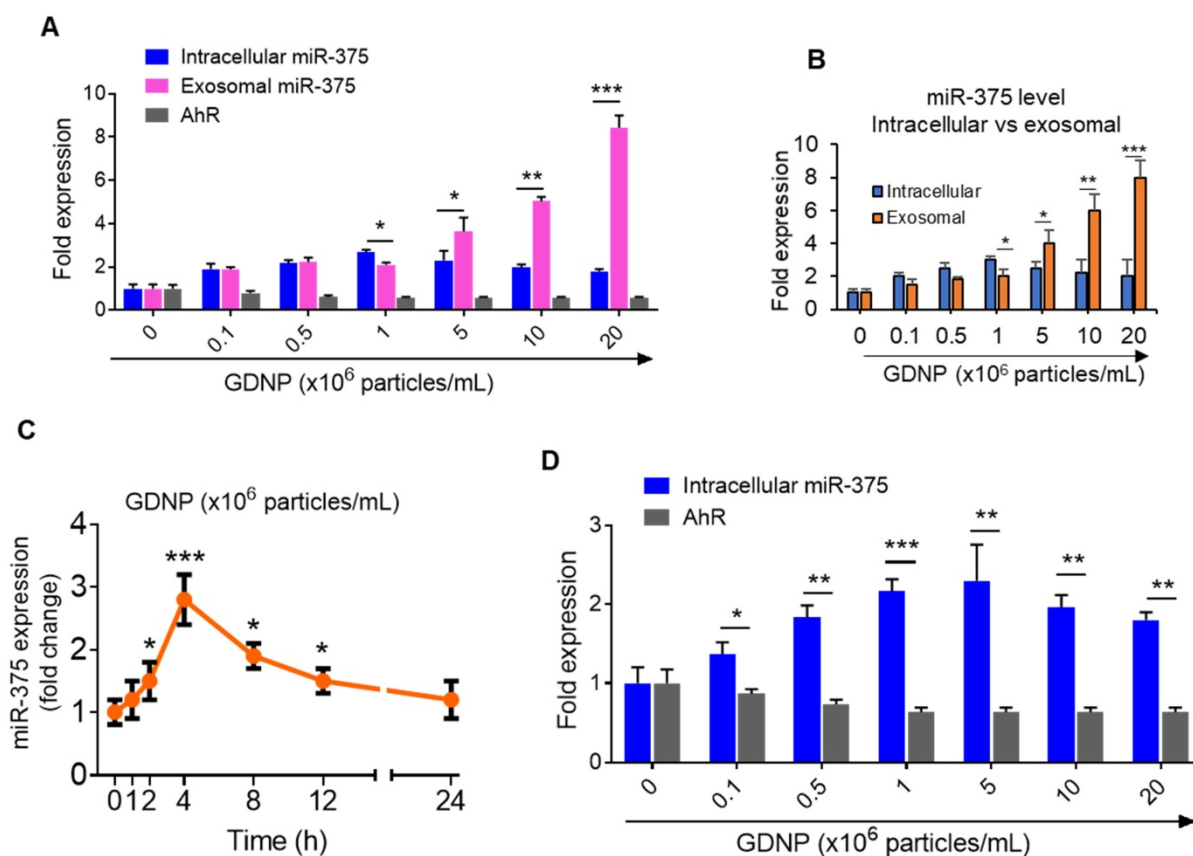 A
Intracellular miR-375
Exosomal miR-375
AhR
Fold expression
10
8
6
4
2
0
*
*
**
***
0
0.1
0.5
1
5
10
20
GDNP (x10⁶ particles/mL)
B
miR-375 level
Intracellular vs exosomal
Fold expression
10
8
6
4
2
0
Intracellular
Exosomal
*
*
**
***
0 0.1 0.5 1 5 10 20
GDNP (x10⁶ particles/mL)
C
GDNP (x10⁶ particles/mL)
miR-375 expression
(fold change)
4
3
2
1
0
*
***
*
*
0 1 2 4 8 12 24
Time (h)
D
Intracellular miR-375
AhR
Fold expression
3
2
1
0
*
**
***
**
**
**
0
0.1
0.5
1
5
10
20
GDNP (x10⁶ particles/mL)